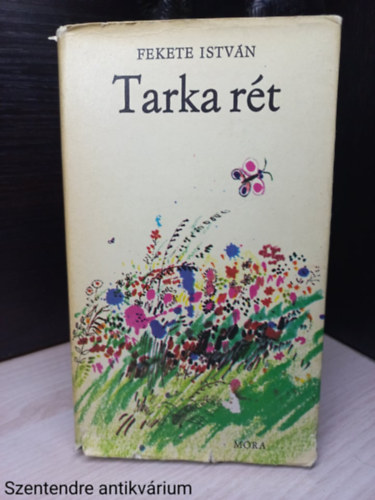 FEKETE ISTVÁN
Tarka rét
MÓRA
Szentendre antikvárium